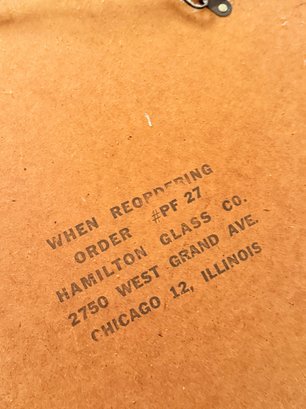 WHEN REORDERING
ORDER #PF 27
HAMILTON GLASS CO.
2750 WEST GRAND AVE.
CHICAGO 12, ILLINOIS